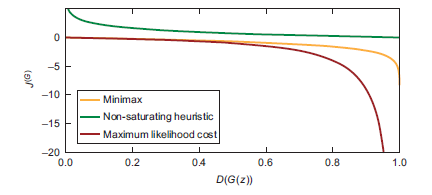 0
−5
−10
−15
−20
J(G)
Minimax
Non-saturating heuristic
Maximum likelihood cost
0.0 0.2 0.4 0.6 0.8 1.0
D(G(z))